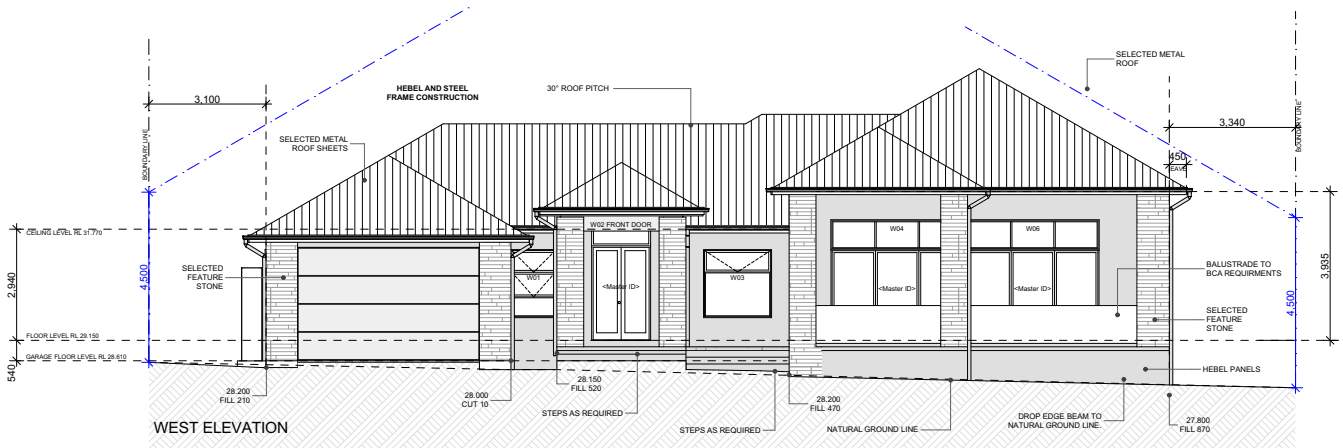 SELECTED METAL
ROOF
3,100
HEBEL AND STEEL
FRAME CONSTRUCTION
30° ROOF PITCH
BOUNDARY LINE
BOUNDARY LINE
3,340
SELECTED METAL
ROOF SHEETS
450
EAVE
W02 FRONT DOOR
CEILING LEVEL RL 31.770
W04
W06
SELECTED
FEATURE
STONE
W01
W03
BALUSTRADE TO
BCA REQUIRMENTS
2,940
4,500
<Master ID>
<Master ID>
<Master ID>
3,935
4,500
SELECTED
FEATURE
STONE
FLOOR LEVEL RL 29.150
GARAGE FLOOR LEVEL RL 28.610
540
HEBEL PANELS
28.200
FILL 210
28.000
CUT 10
28.150
FILL 520
28.200
FILL 470
27.800
FILL 870
STEPS AS REQUIRED
STEPS AS REQUIRED
NATURAL GROUND LINE
DROP EDGE BEAM TO
NATURAL GROUND LINE.
WEST ELEVATION